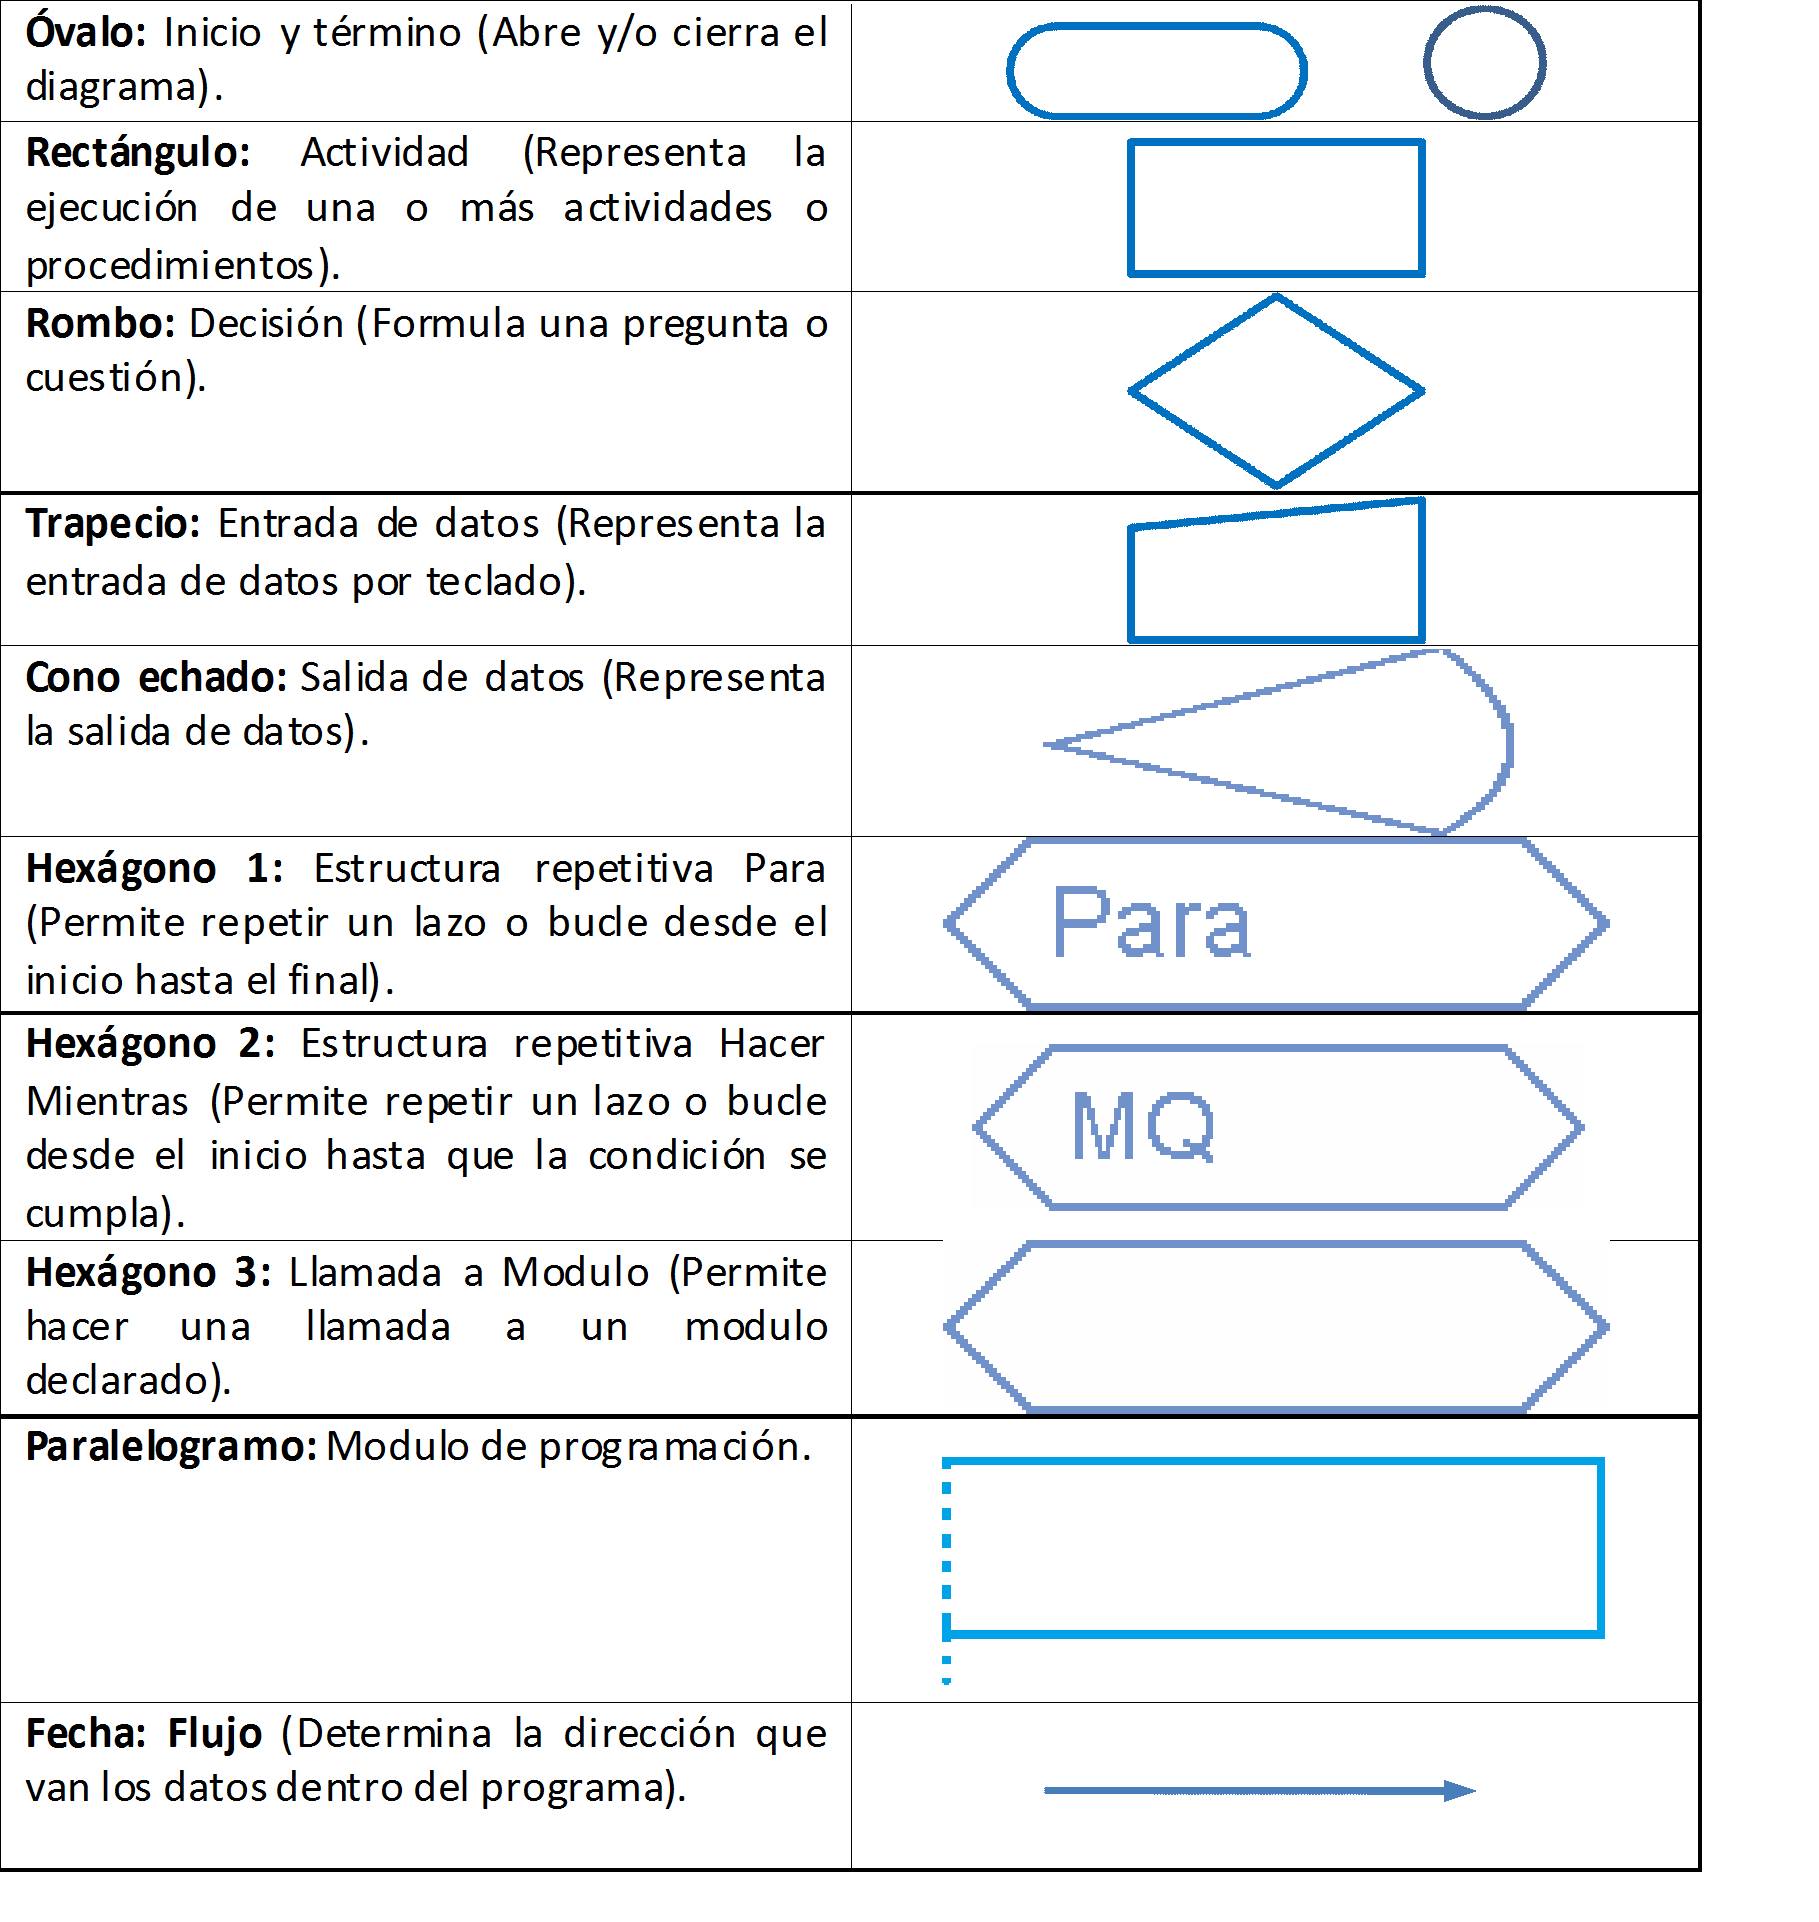 Óvalo: Inicio y término (Abre y/o cierra el
diagrama).
Rectángulo: Actividad (Representa la
ejecución de una o más actividades o
procedimientos).
Rombo: Decisión (Formula una pregunta o
cuestión).
Trapecio: Entrada de datos (Representa la
entrada de datos por teclado).
Cono echado: Salida de datos (Representa
la salida de datos).
Hexágono 1: Estructura repetitiva Para
(Permite repetir un lazo o bucle desde el
inicio hasta el final).
Para
Hexágono 2: Estructura repetitiva Hacer
Mientras (Permite repetir un lazo o bucle
desde el inicio hasta que la condición se
cumpla).
MQ
Hexágono 3: Llamada a Modulo (Permite
hacer una llamada a un modulo
declarado).
Paralelogramo: Modulo de programación.
Fecha: Flujo (Determina la dirección que
van los datos dentro del programa).